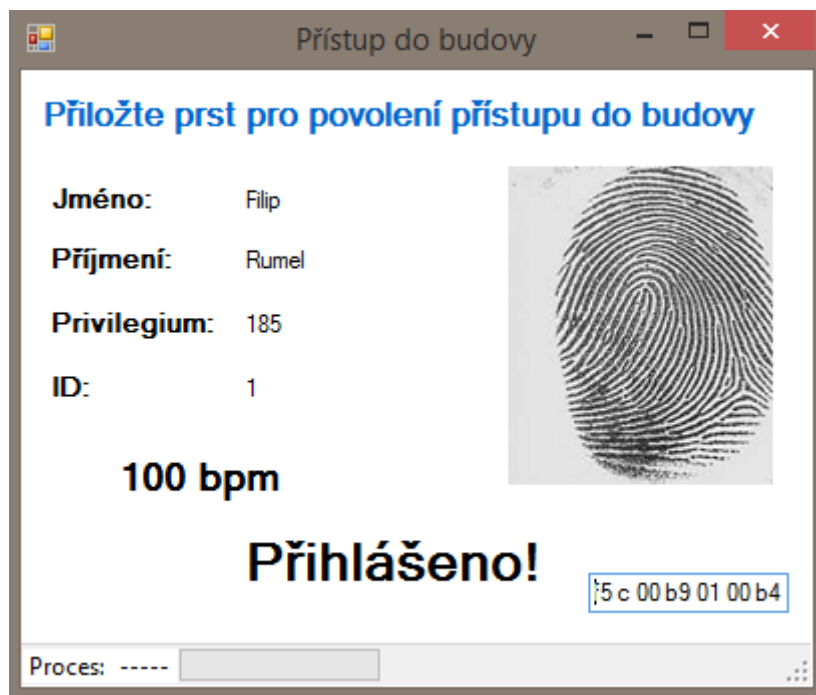 Přístup do budovy
Přiložte prst pro povolení přístupu do budovy
Jméno: Filip
Příjmení: Rumel
Privilegium: 185
ID: 1
100 bpm
Přihlášeno!
5 c 00 b9 01 00 b4
Proces: -----